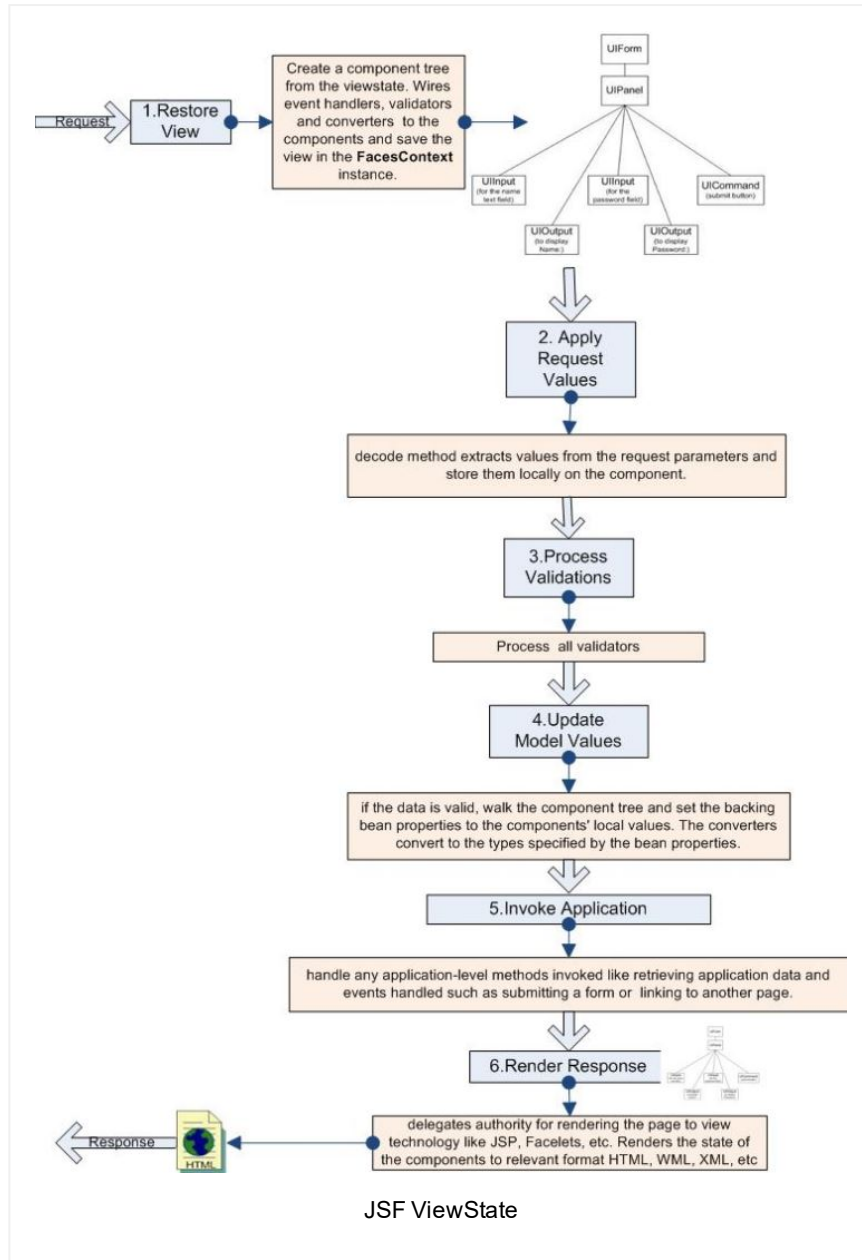 Request
1.Restore
View
Create a component tree
from the viewstate. Wires
event handlers, validators
and converters to the
components and save the
view in the FacesContext
instance.
UIForm
UIPanel
UIInput
(for the name
text field)
UIInput
(for the
password field)
UICommand
(submit button)
UIOutput
(to display
Name:)
UIOutput
(to display
Password:)
2. Apply
Request
Values
decode method extracts values from the request parameters and
store them locally on the component.
3.Process
Validations
Process all validators
4.Update
Model Values
if the data is valid, walk the component tree and set the backing
bean properties to the components' local values. The converters
convert to the types specified by the bean properties.
5.Invoke Application
handle any application-level methods invoked like retrieving application data and
events handled such as submitting a form or linking to another page.
6.Render Response
delegates authority for rendering the page to view
technology like JSP, Facelets, etc. Renders the state of
the components to relevant format HTML, WML, XML, etc
HTML
Response
JSF ViewState